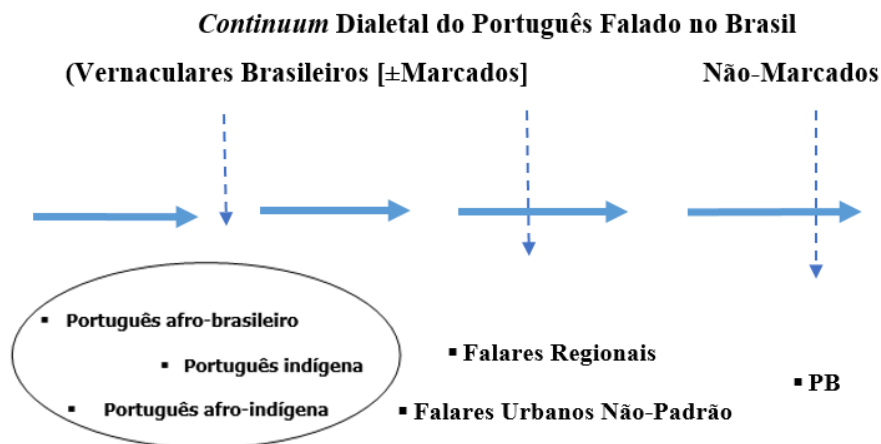 Continuum Dialetal do Português Falado no Brasil
(Vernaculares Brasileiros [±Marcados] Não-Marcados
▪ Português afro-brasileiro
▪ Português indígena
▪ Português afro-indígena
▪ Falares Regionais
▪ Falares Urbanos Não-Padrão
▪ PB